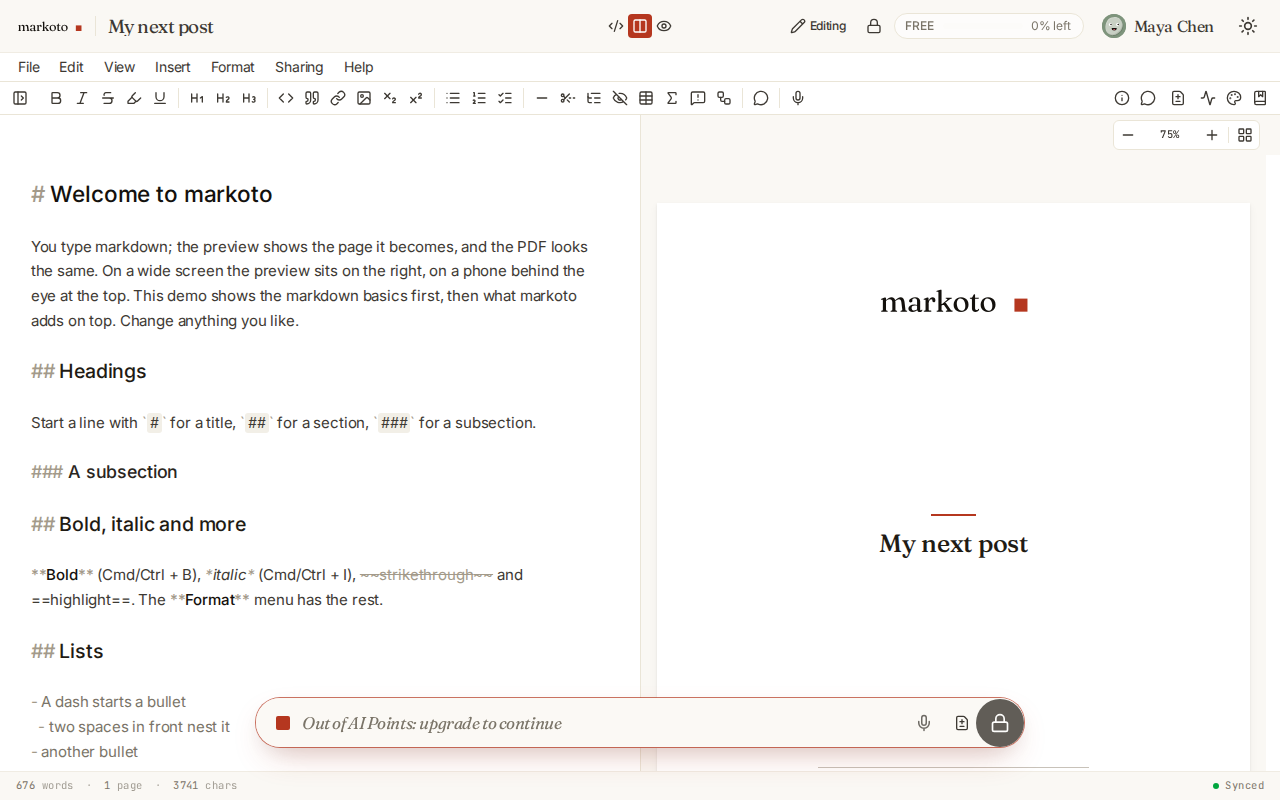 markoto
My next post
Editing
FREE 0% left
Maya Chen
File Edit View Insert Format Sharing Help
H1 H2 H3
75%
# Welcome to markoto
You type markdown; the preview shows the page it becomes, and the PDF looks
the same. On a wide screen the preview sits on the right, on a phone behind the
eye at the top. This demo shows the markdown basics first, then what markoto
adds on top. Change anything you like.
## Headings
Start a line with `#` for a title, `##` for a section, `###` for a subsection.
### A subsection
## Bold, italic and more
**Bold** (Cmd/Ctrl + B), *italic* (Cmd/Ctrl + I), ~~strikethrough~~ and
==highlight==. The **Format** menu has the rest.
## Lists
- A dash starts a bullet
  - two spaces in front nest it
- another bullet
markoto
My next post
Out of AI Points: upgrade to continue
676 words · 1 page · 3741 chars
Synced